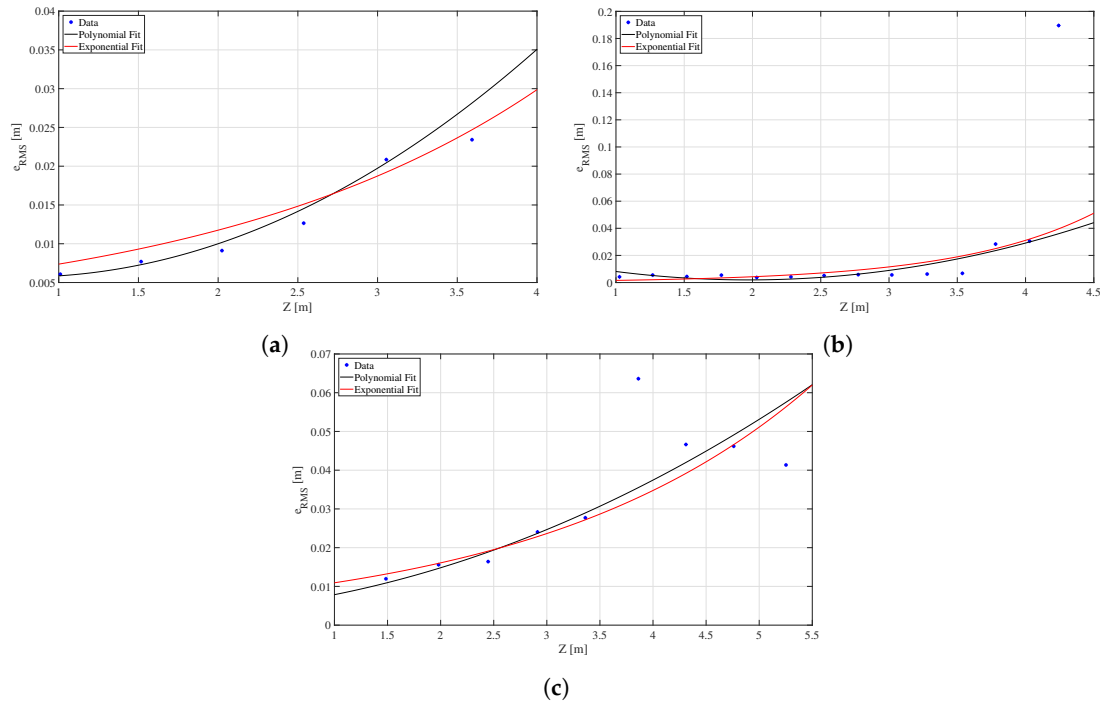 0.04
0.035
0.03
0.025
0.02
0.015
0.01
0.005
e_RMS [m]
Data
Polynomial Fit
Exponential Fit
1 1.5 2 2.5 3 3.5 4
Z [m]
(a)
0.2
0.18
0.16
0.14
0.12
0.1
0.08
0.06
0.04
0.02
0
e_RMS [m]
Data
Polynomial Fit
Exponential Fit
1 1.5 2 2.5 3 3.5 4 4.5
Z [m]
(b)
0.07
0.06
0.05
0.04
0.03
0.02
0.01
0
e_RMS [m]
Data
Polynomial Fit
Exponential Fit
1 1.5 2 2.5 3 3.5 4 4.5 5 5.5
Z [m]
(c)